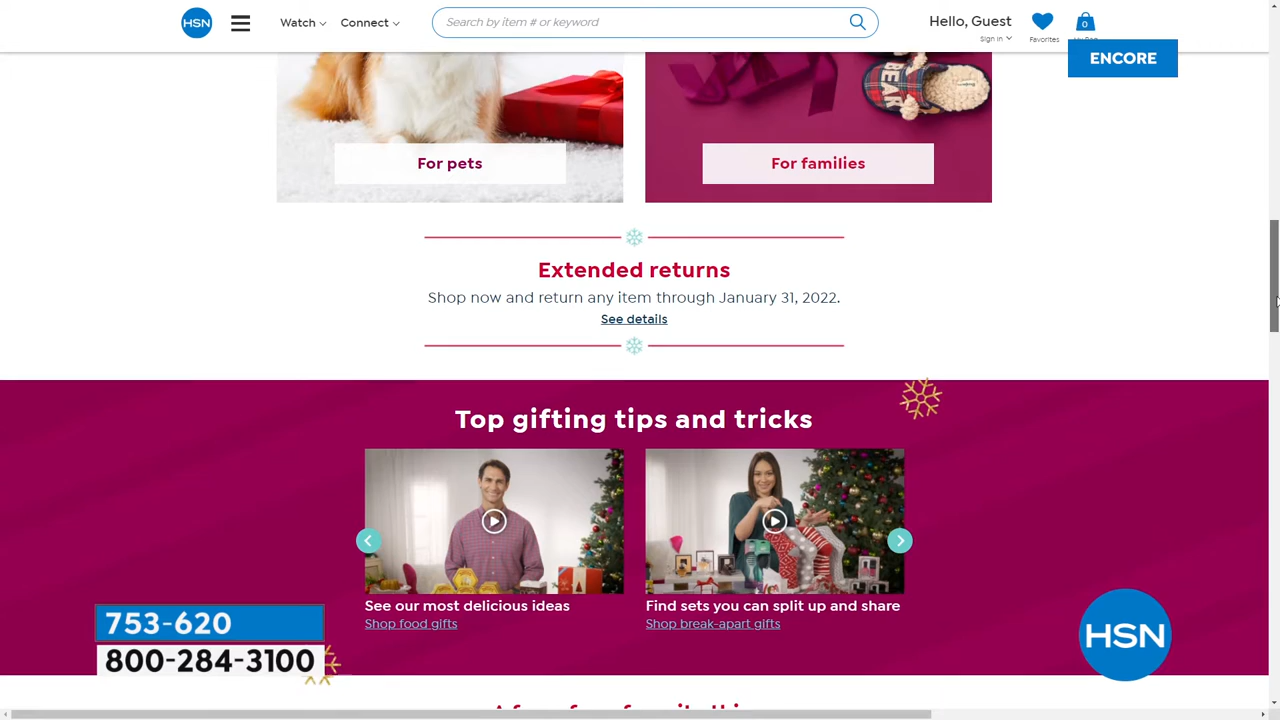 HSN
Watch
Connect
Search by item # or keyword
Hello, Guest
Sign in
Favorites
0
ENCORE
BEAR
For pets
For families
Extended returns
Shop now and return any item through January 31, 2022.
See details
Top gifting tips and tricks
See our most delicious ideas
Find sets you can split up and share
Shop food gifts
Shop break-apart gifts
753-620
800-284-3100
HSN